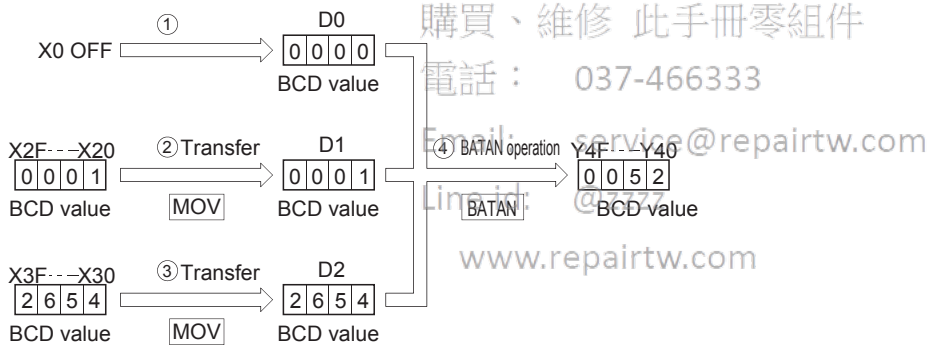 購買、維修 此手冊零組件
① D0
X0 OFF 0 0 0 0
BCD value
電話： 037-466333
X2F---X20 ② Transfer D1 ④ BATAN operation Y4F---Y40
Email: service@repairtw.com
0 0 0 1 0 0 0 1 0 0 5 2
BCD value MOV BCD value BATAN BCD value
Line id: @zzzz
www.repairtw.com
X3F---X30 ③ Transfer D2
2 6 5 4 2 6 5 4
BCD value MOV BCD value